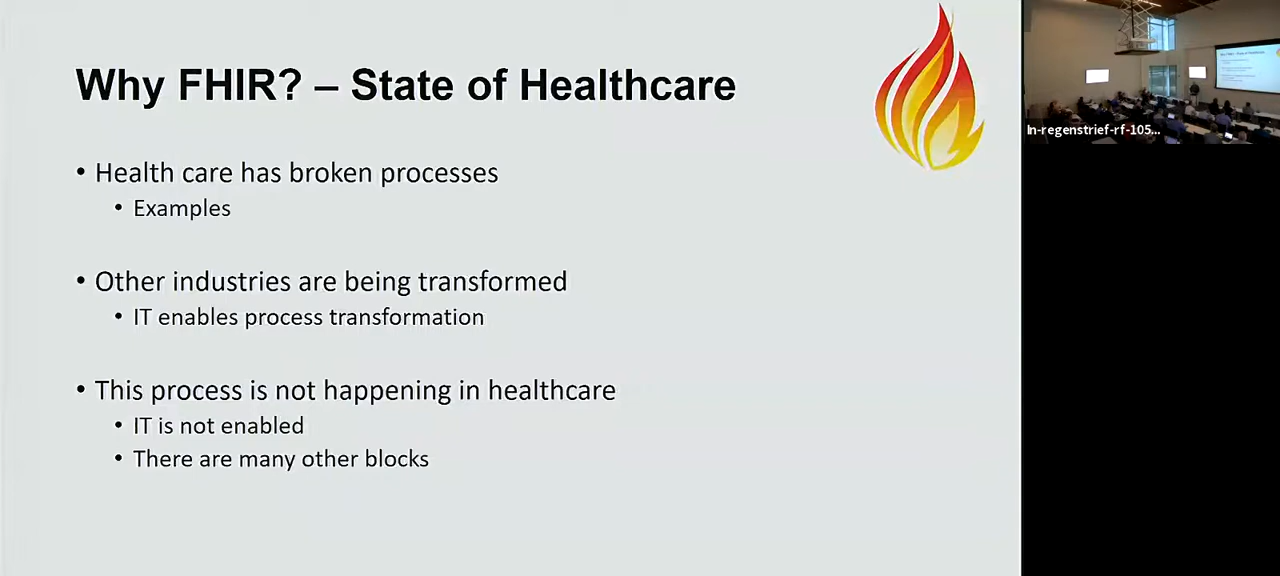 Why FHIR? – State of Healthcare
• Health care has broken processes
• Examples
• Other industries are being transformed
• IT enables process transformation
• This process is not happening in healthcare
• IT is not enabled
• There are many other blocks
In-regenstrief-rf-105...